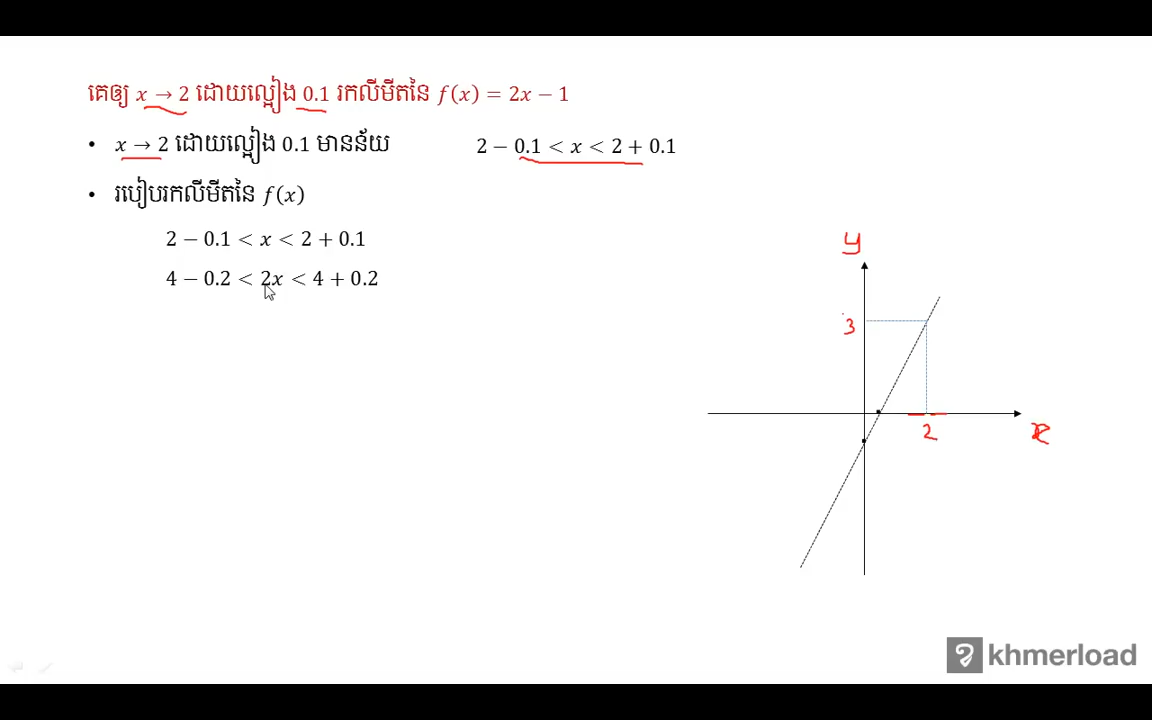 គេឲ្យ x → 2 ដោយល្អៀង 0.1 រកលីមីតនៃ f(x) = 2x − 1
• x → 2 ដោយល្អៀង 0.1 មានន័យ 2 − 0.1 < x < 2 + 0.1
• របៀបរកលីមីតនៃ f(x)
2 − 0.1 < x < 2 + 0.1
4 − 0.2 < 2x < 4 + 0.2
y
3
2
x
khmerload